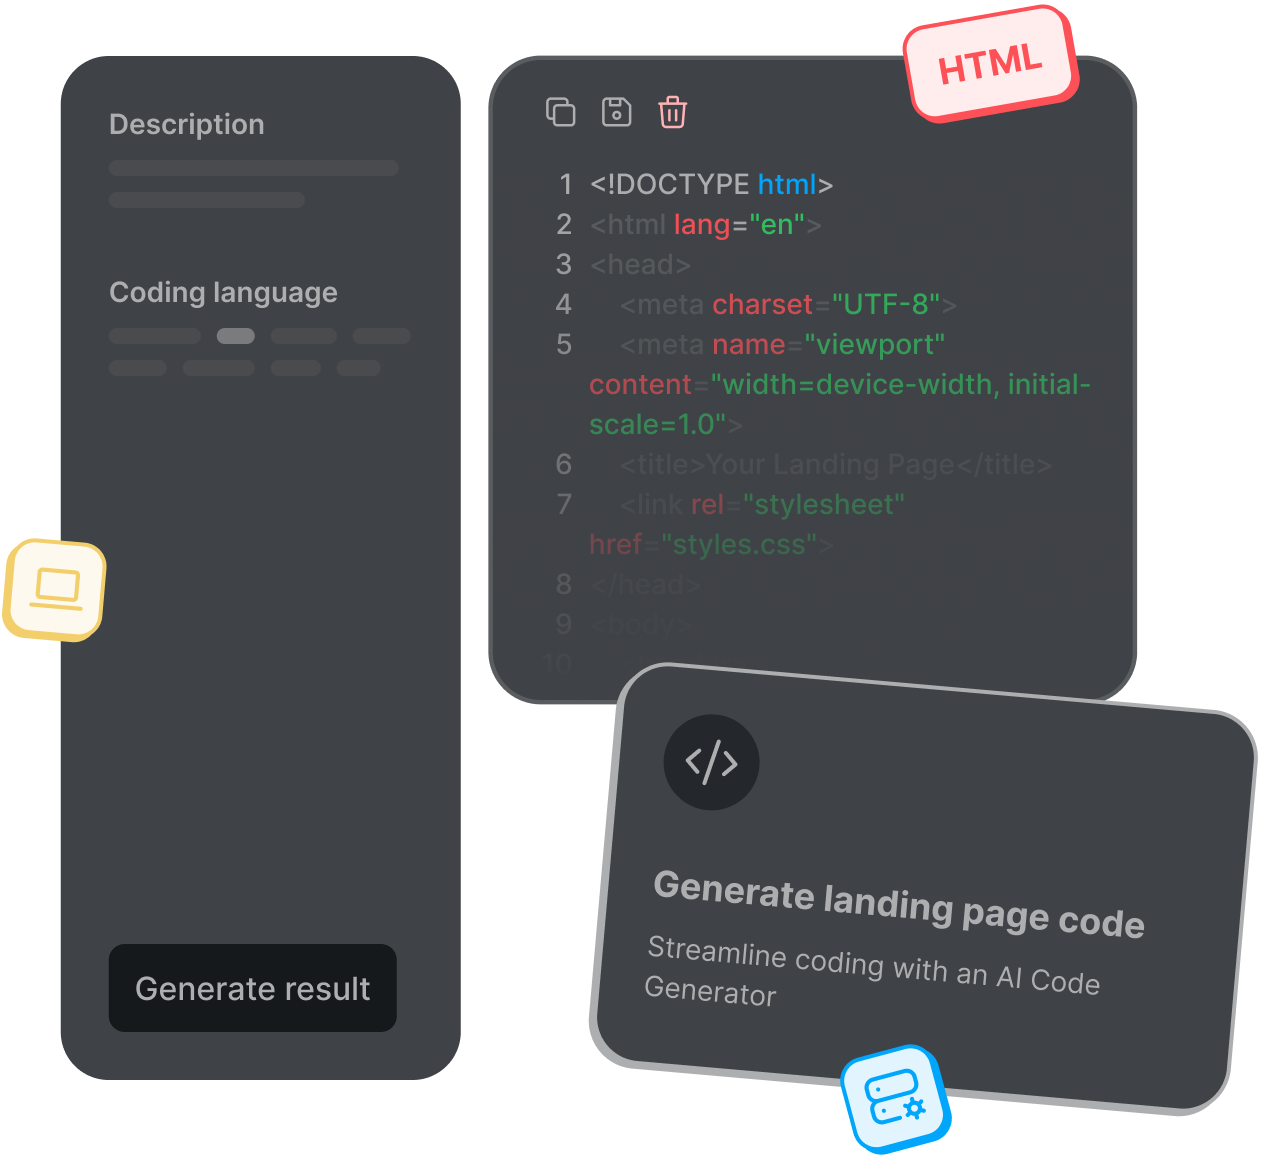 Description
Coding language
Generate result
HTML
1 <!DOCTYPE html>
2 <html lang="en">
3 <head>
4 <meta charset="UTF-8">
5 <meta name="viewport"
content="width=device-width, initial-
scale=1.0">
6 <title>Your Landing Page</title>
7 <link rel="stylesheet"
href="styles.css">
8 </head>
9 <body>
10
Generate landing page code
Streamline coding with an AI Code
Generator